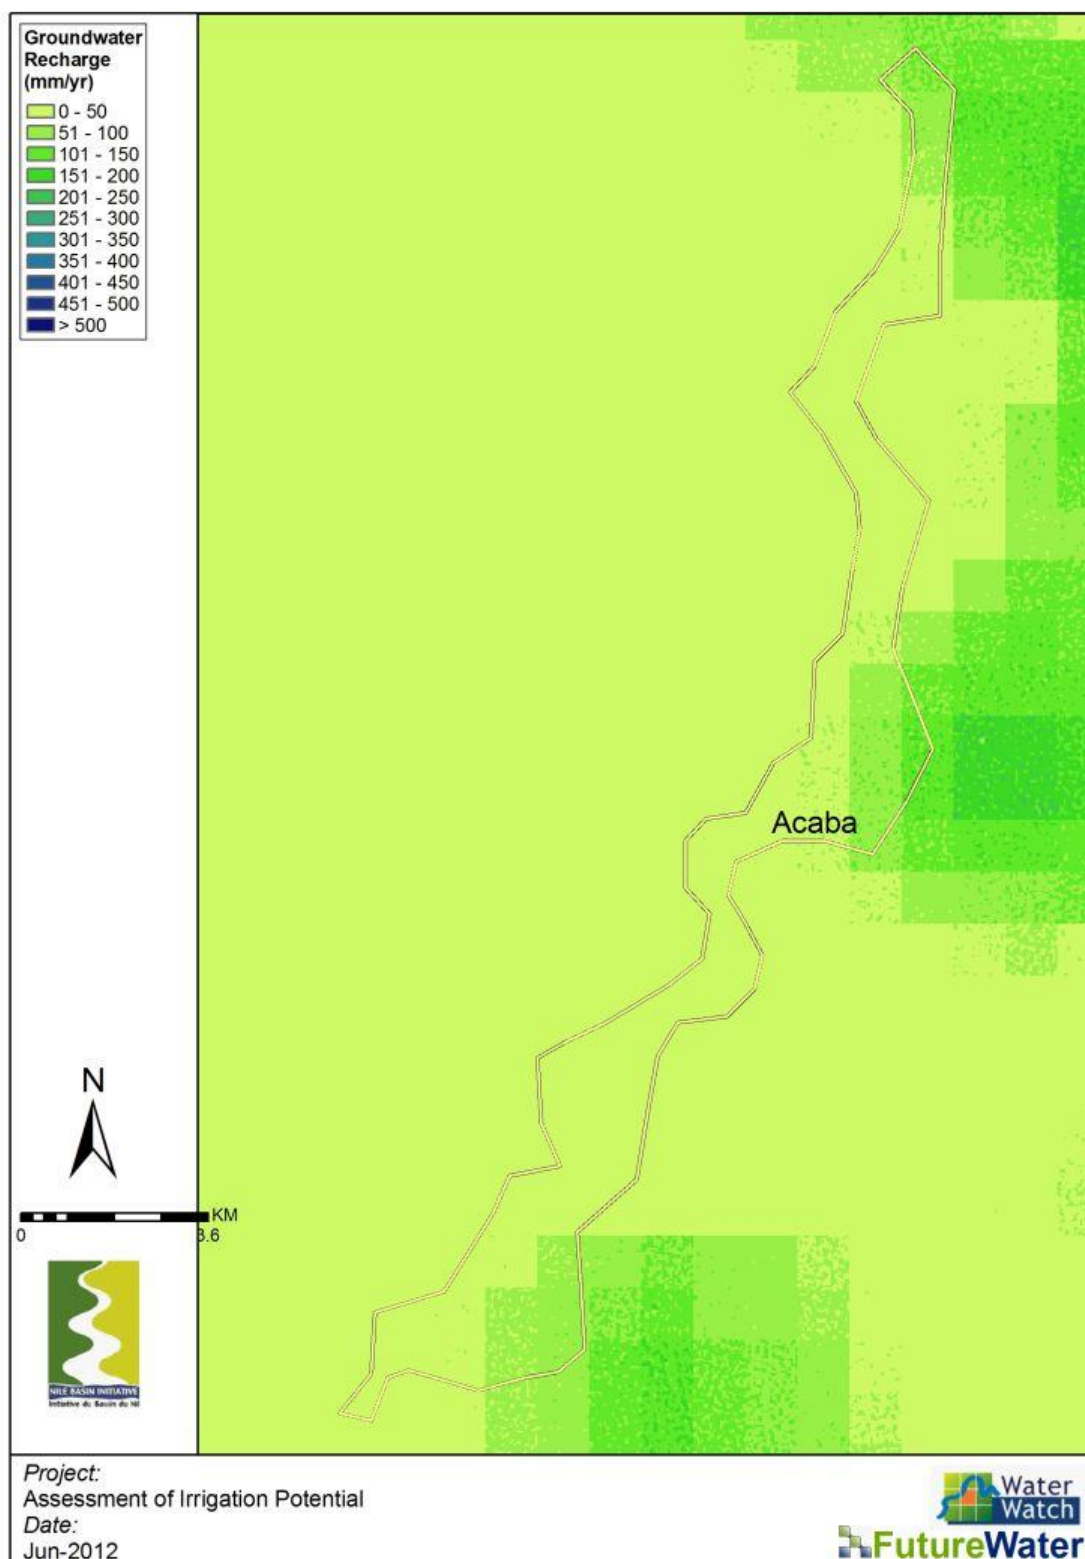 Groundwater
Recharge
(mm/yr)
0 - 50
51 - 100
101 - 150
151 - 200
201 - 250
251 - 300
301 - 350
351 - 400
401 - 450
451 - 500
> 500
Acaba
N
KM
0 3.6
NILE BASIN INITIATIVE
Initiative du Bassin du Nil
Project:
Assessment of Irrigation Potential
Date:
Jun-2012
Water
Watch
FutureWater